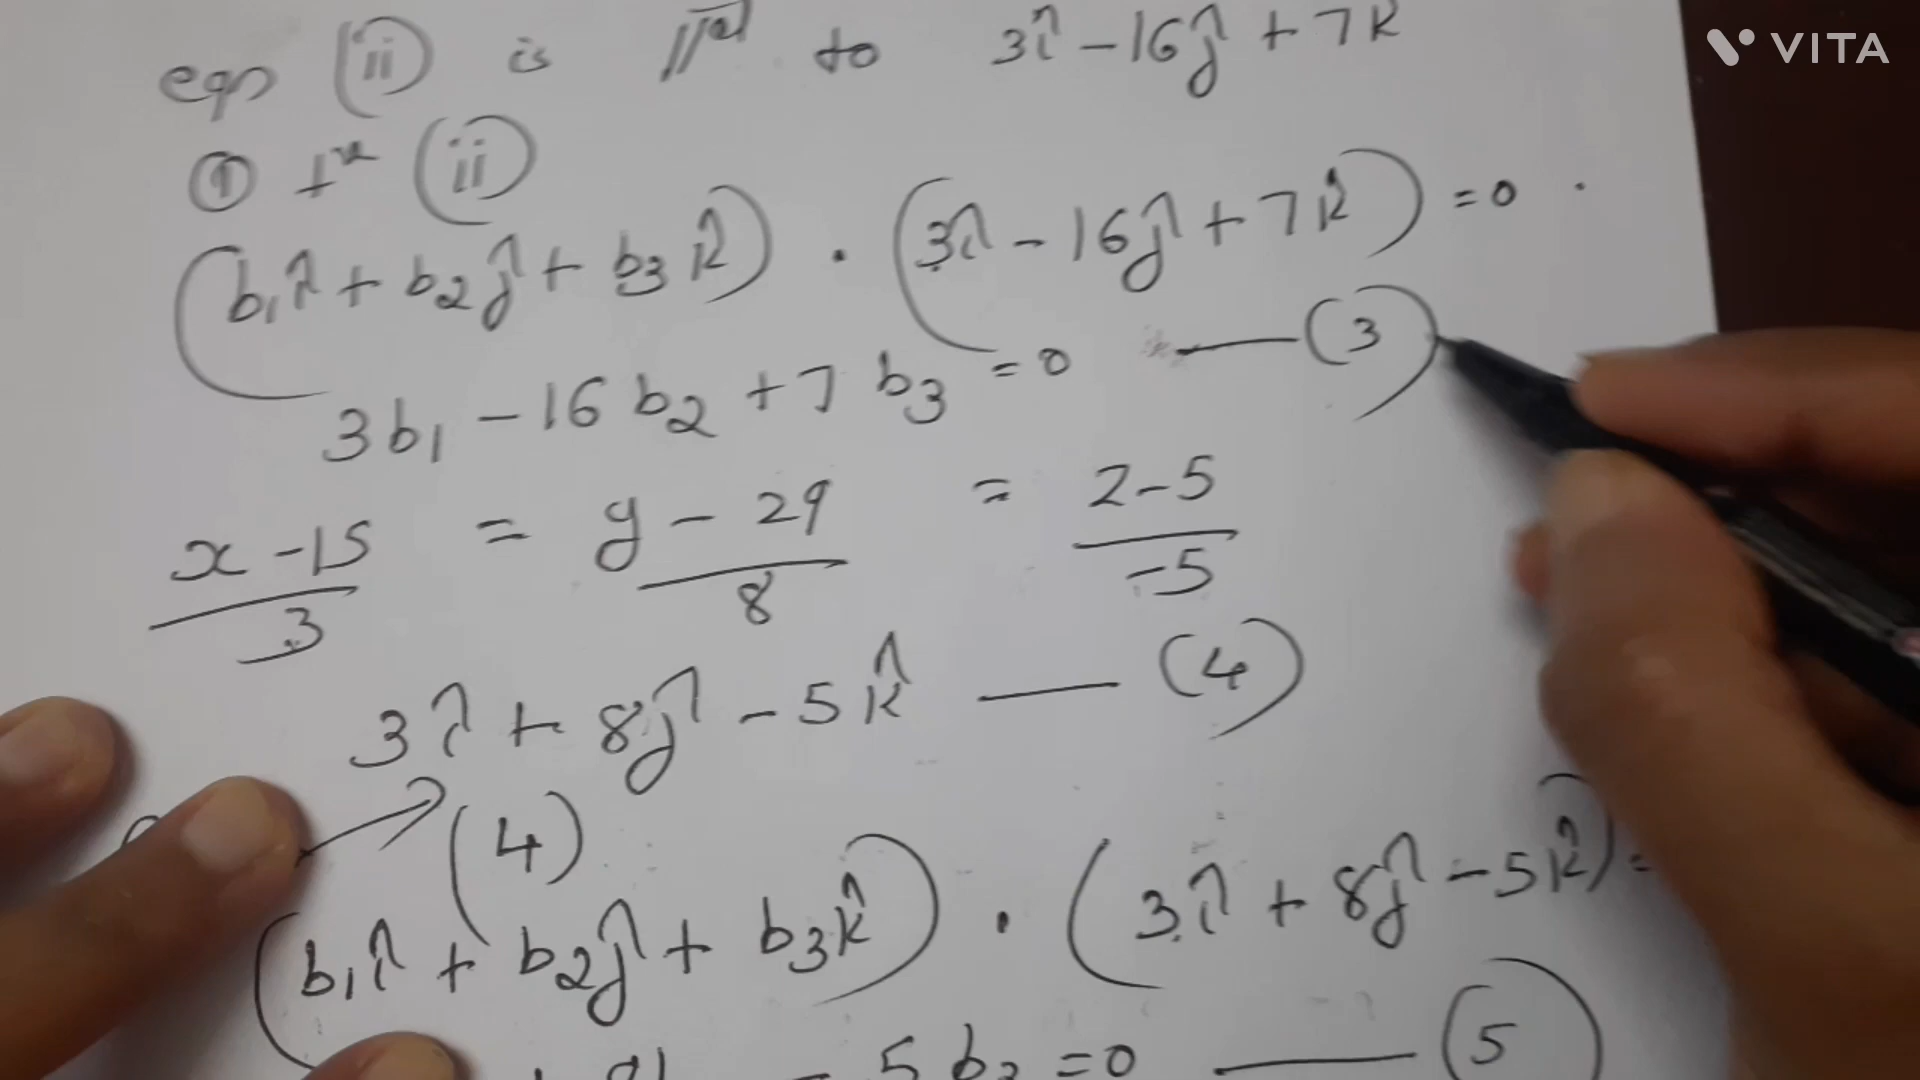 VITA
eqn (ii) is 11el to 3î - 16ĵ + 7k
① ⊥r (ii)
(b₁î + b₂ĵ + b₃k̂) . (3î - 16ĵ + 7k̂) = 0 .
3b₁ - 16b₂ + 7b₃ = 0 — (3)
x - 15 / 3 = y - 29 / 8 = z - 5 / -5
3î + 8ĵ - 5k̂ — (4)
→ (4)
(b₁î + b₂ĵ + b₃k̂) . (3î + 8ĵ - 5k̂) =
- 5b₃ = 0 — (5